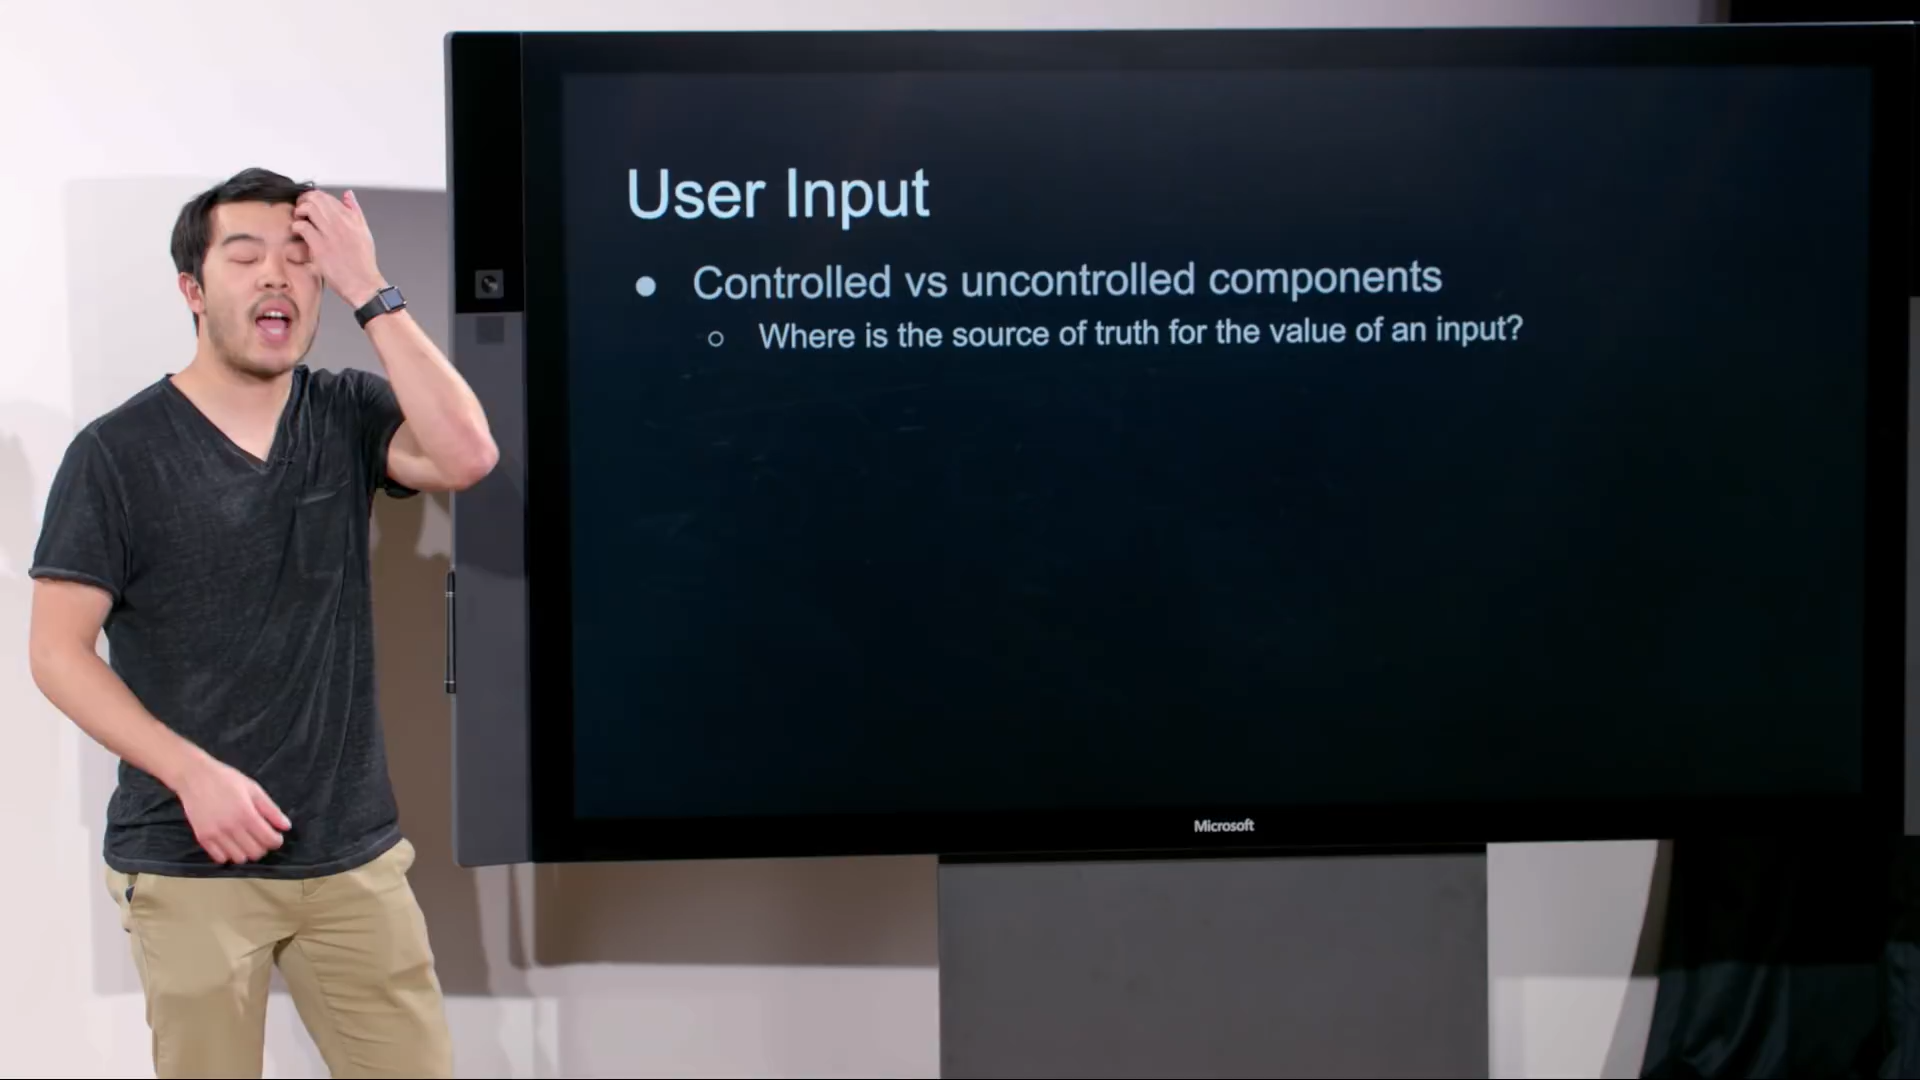 User Input
● Controlled vs uncontrolled components
○ Where is the source of truth for the value of an input?
Microsoft